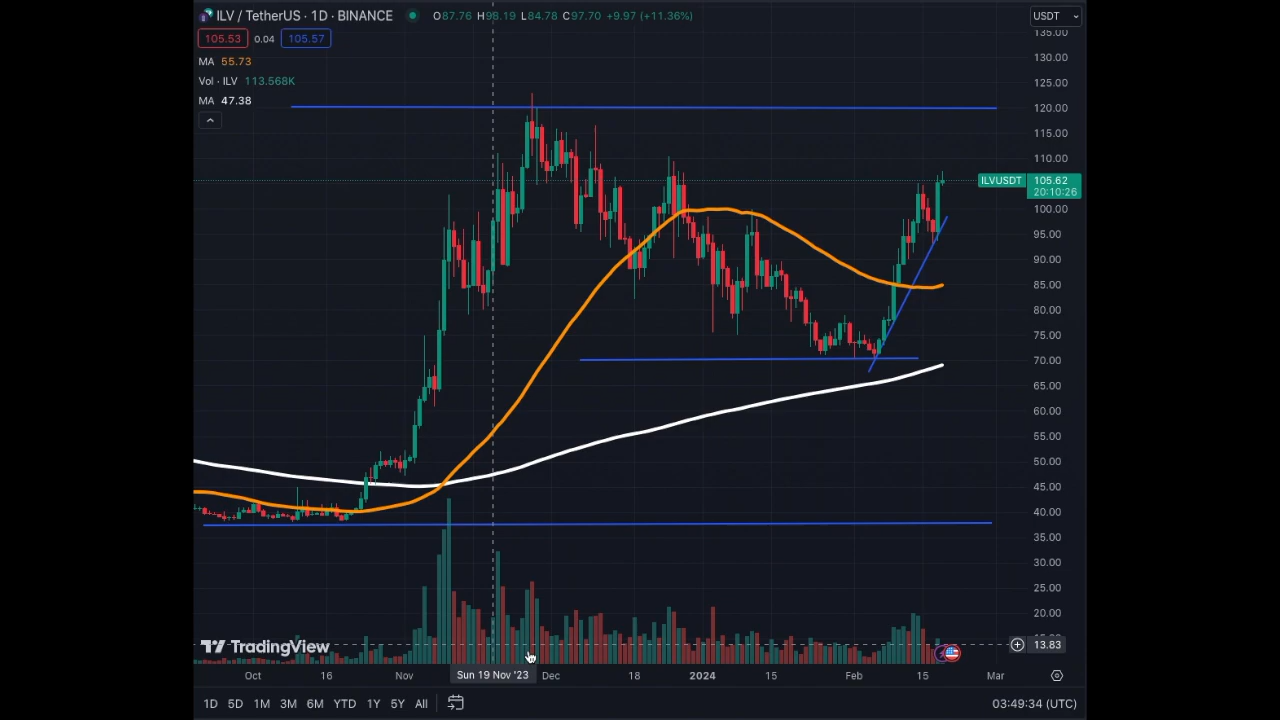 ILV / TetherUS · 1D · BINANCE
O87.76 H98.19 L84.78 C97.70 +9.97 (+11.36%)
USDT
105.53 0.04 105.57
MA 55.73
Vol · ILV 113.568K
MA 47.38
135.00
130.00
125.00
120.00
115.00
110.00
ILVUSDT 105.62
20:10:26
100.00
95.00
90.00
85.00
80.00
75.00
70.00
65.00
60.00
55.00
50.00
45.00
40.00
35.00
30.00
25.00
20.00
13.83
TradingView
Oct 16 Nov Sun 19 Nov '23 Dec 18 2024 15 Feb 15 Mar
1D 5D 1M 3M 6M YTD 1Y 5Y All
03:49:34 (UTC)